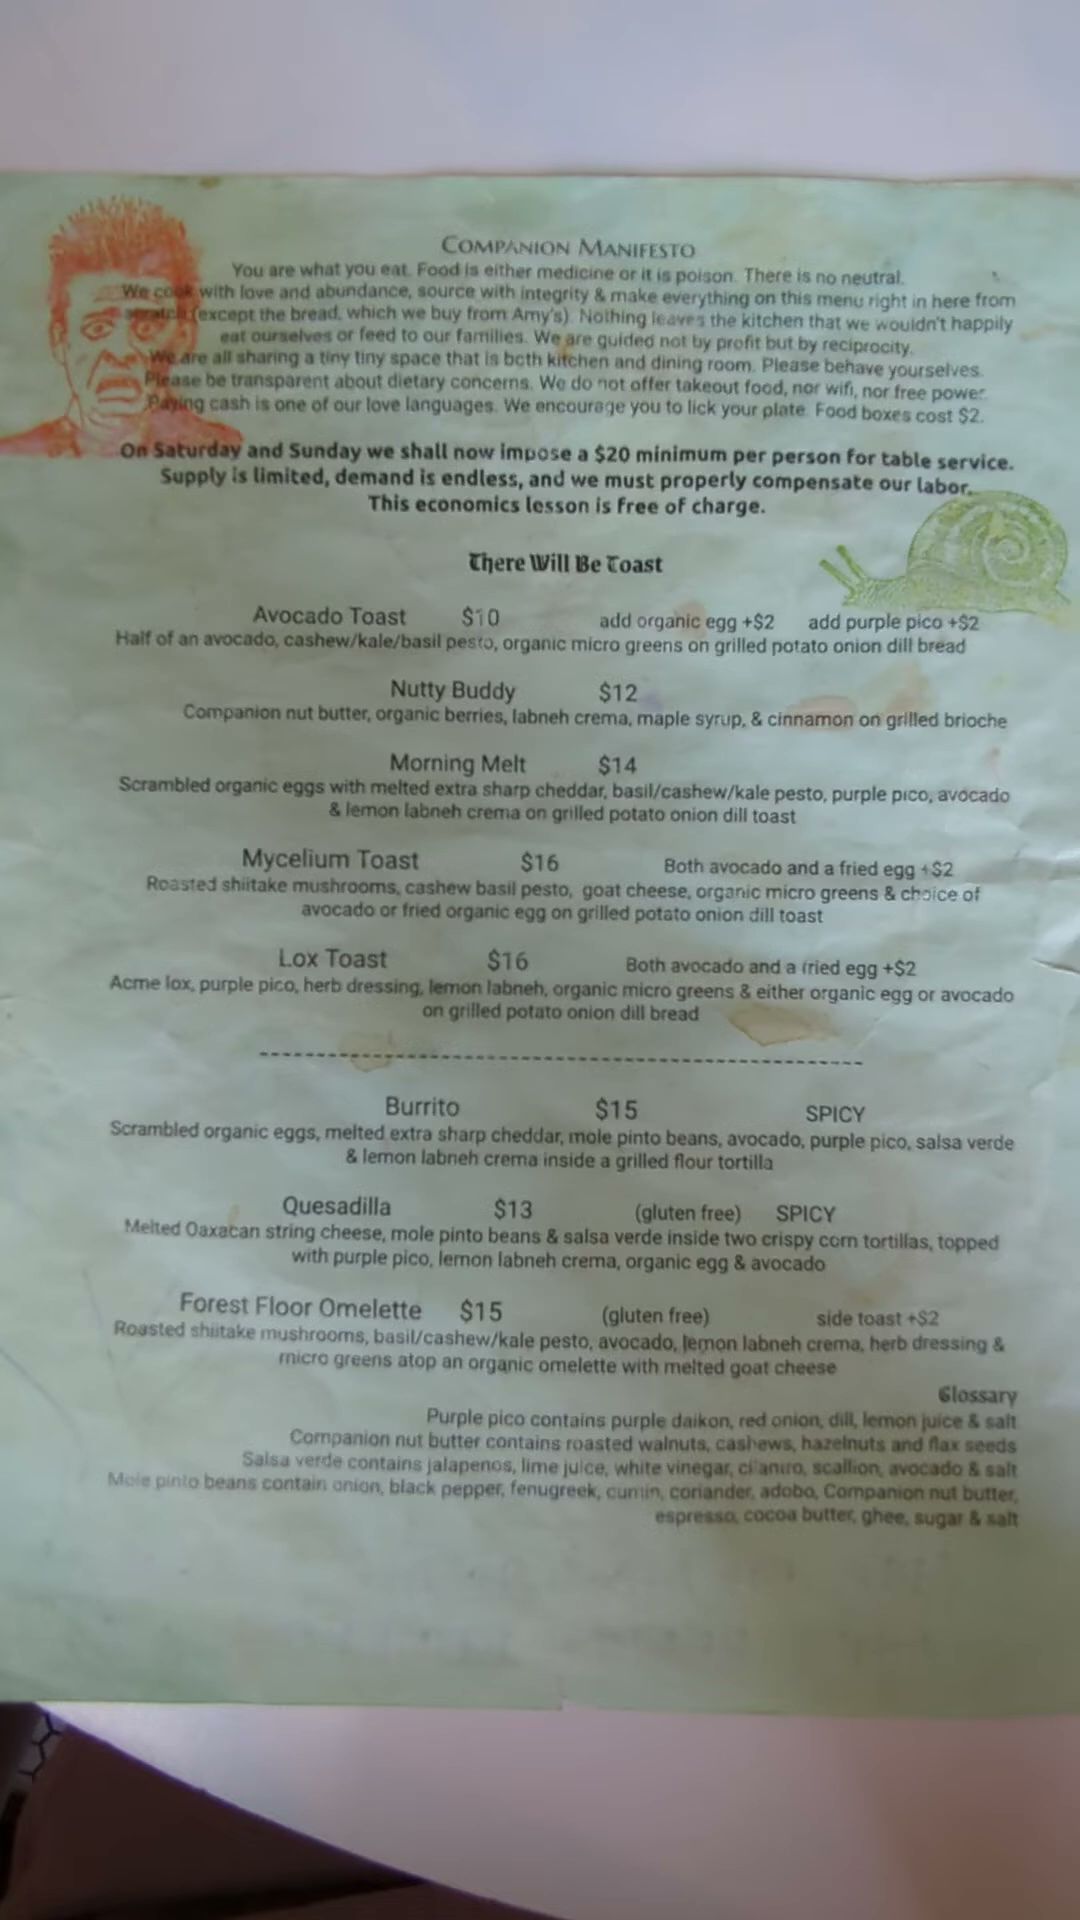 COMPANION MANIFESTO
You are what you eat. Food is either medicine or it is poison. There is no neutral.
We cook with love and abundance, source with integrity & make everything on this menu right in here from
scratch (except the bread, which we buy from Amy's). Nothing leaves the kitchen that we wouldn't happily
eat ourselves or feed to our families. We are guided not by profit but by reciprocity.
We are all sharing a tiny tiny space that is both kitchen and dining room. Please behave yourselves.
Please be transparent about dietary concerns. We do not offer takeout food, nor wifi, nor free power.
Paying cash is one of our love languages. We encourage you to lick your plate. Food boxes cost $2.
On Saturday and Sunday we shall now impose a $20 minimum per person for table service.
Supply is limited, demand is endless, and we must properly compensate our labor.
This economics lesson is free of charge.
There Will Be Toast
Avocado Toast $10 add organic egg +$2 add purple pico +$2
Half of an avocado, cashew/kale/basil pesto, organic micro greens on grilled potato onion dill bread
Nutty Buddy $12
Companion nut butter, organic berries, labneh crema, maple syrup, & cinnamon on grilled brioche
Morning Melt $14
Scrambled organic eggs with melted extra sharp cheddar, basil/cashew/kale pesto, purple pico, avocado
& lemon labneh crema on grilled potato onion dill toast
Mycelium Toast $16 Both avocado and a fried egg +$2
Roasted shiitake mushrooms, cashew basil pesto, goat cheese, organic micro greens & choice of
avocado or fried organic egg on grilled potato onion dill toast
Lox Toast $16 Both avocado and a fried egg +$2
Acme lox, purple pico, herb dressing, lemon labneh, organic micro greens & either organic egg or avocado
on grilled potato onion dill bread
Burrito $15 SPICY
Scrambled organic eggs, melted extra sharp cheddar, mole pinto beans, avocado, purple pico, salsa verde
& lemon labneh crema inside a grilled flour tortilla
Quesadilla $13 (gluten free) SPICY
Melted Oaxacan string cheese, mole pinto beans & salsa verde inside two crispy corn tortillas, topped
with purple pico, lemon labneh crema, organic egg & avocado
Forest Floor Omelette $15 (gluten free) side toast +$2
Roasted shiitake mushrooms, basil/cashew/kale pesto, avocado, lemon labneh crema, herb dressing &
micro greens atop an organic omelette with melted goat cheese
Glossary
Purple pico contains purple daikon, red onion, dill, lemon juice & salt
Companion nut butter contains roasted walnuts, cashews, hazelnuts and flax seeds
Salsa verde contains jalapenos, lime juice, white vinegar, cilantro, scallion, avocado & salt
Mole pinto beans contain onion, black pepper, fenugreek, cumin, coriander, adobo, Companion nut butter,
espresso, cocoa butter, ghee, sugar & salt